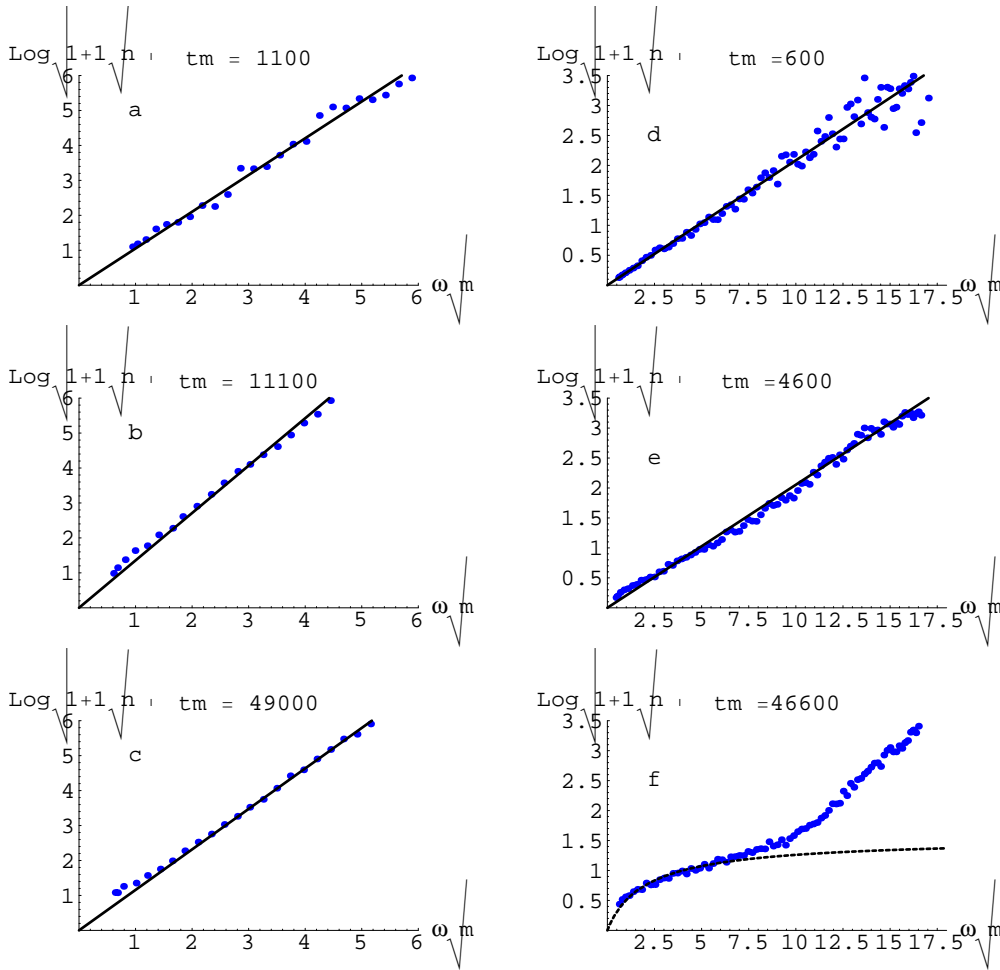 Log 1+1 n
tm = 1100
a
6
5
4
3
2
1
1 2 3 4 5 6
ω m
Log 1+1 n
tm =600
d
3.5
3
2.5
2
1.5
1
0.5
2.5 5 7.5 10 12.5 15 17.5
ω m
Log 1+1 n
tm = 11100
b
6
5
4
3
2
1
1 2 3 4 5 6
ω m
Log 1+1 n
tm =4600
e
3.5
3
2.5
2
1.5
1
0.5
2.5 5 7.5 10 12.5 15 17.5
ω m
Log 1+1 n
tm = 49000
c
6
5
4
3
2
1
1 2 3 4 5 6
ω m
Log 1+1 n
tm =46600
f
3.5
3
2.5
2
1.5
1
0.5
2.5 5 7.5 10 12.5 15 17.5
ω m